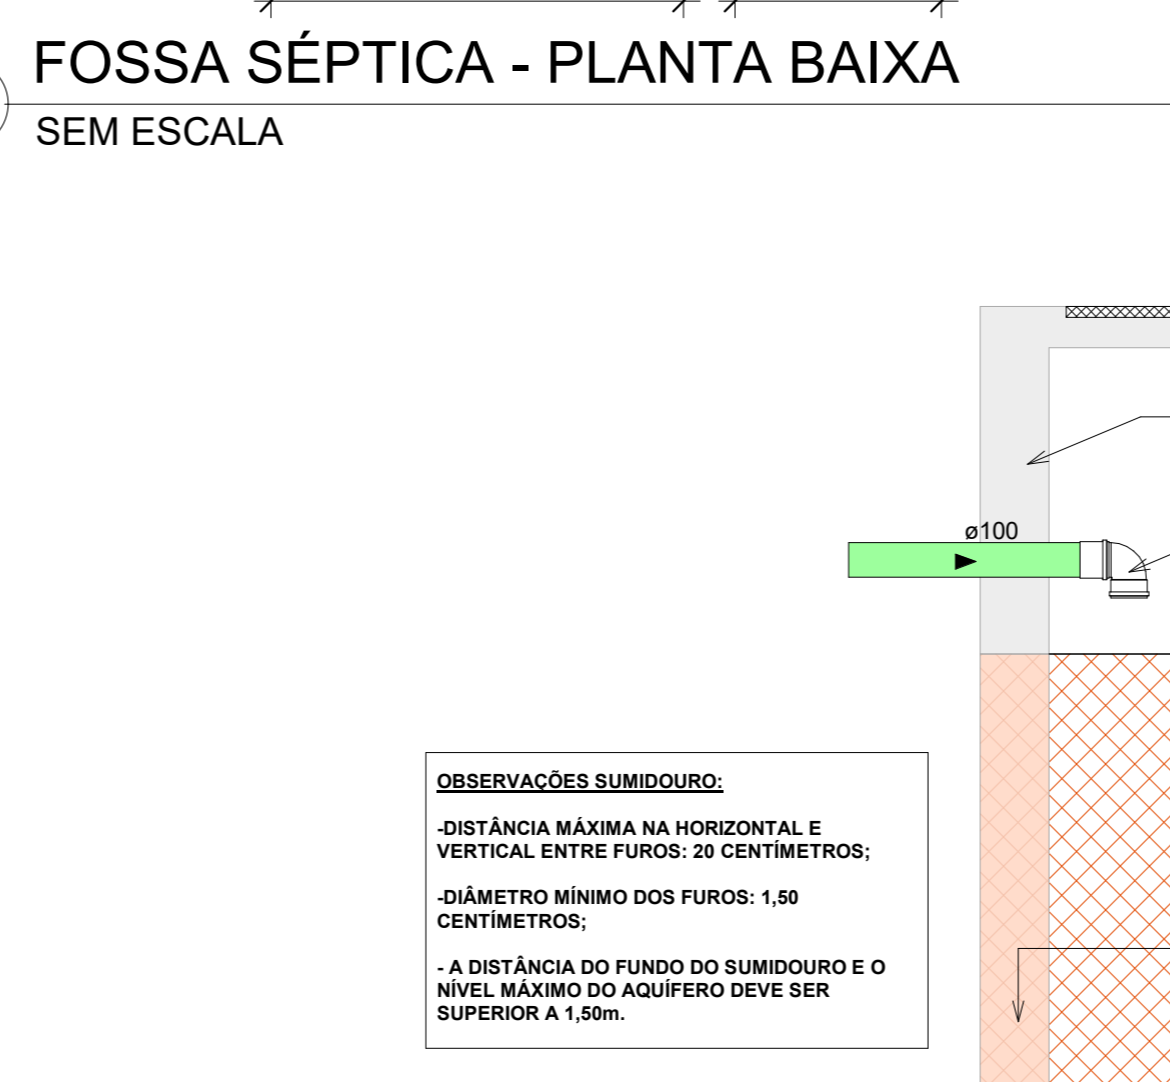 FOSSA SÉPTICA - PLANTA BAIXA
SEM ESCALA
ø100
OBSERVAÇÕES SUMIDOURO:
-DISTÂNCIA MÁXIMA NA HORIZONTAL E
VERTICAL ENTRE FUROS: 20 CENTÍMETROS;
-DIÂMETRO MÍNIMO DOS FUROS: 1,50
CENTÍMETROS;
- A DISTÂNCIA DO FUNDO DO SUMIDOURO E O
NÍVEL MÁXIMO DO AQUÍFERO DEVE SER
SUPERIOR A 1,50m.